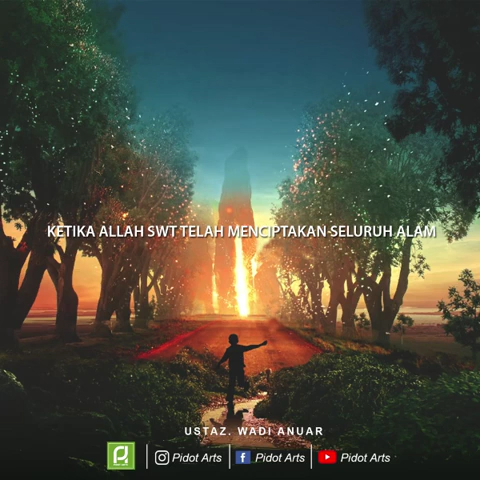 KETIKA ALLAH SWT TELAH MENCIPTAKAN SELURUH ALAM
USTAZ. WADI ANUAR
Pidot Arts Pidot Arts Pidot Arts